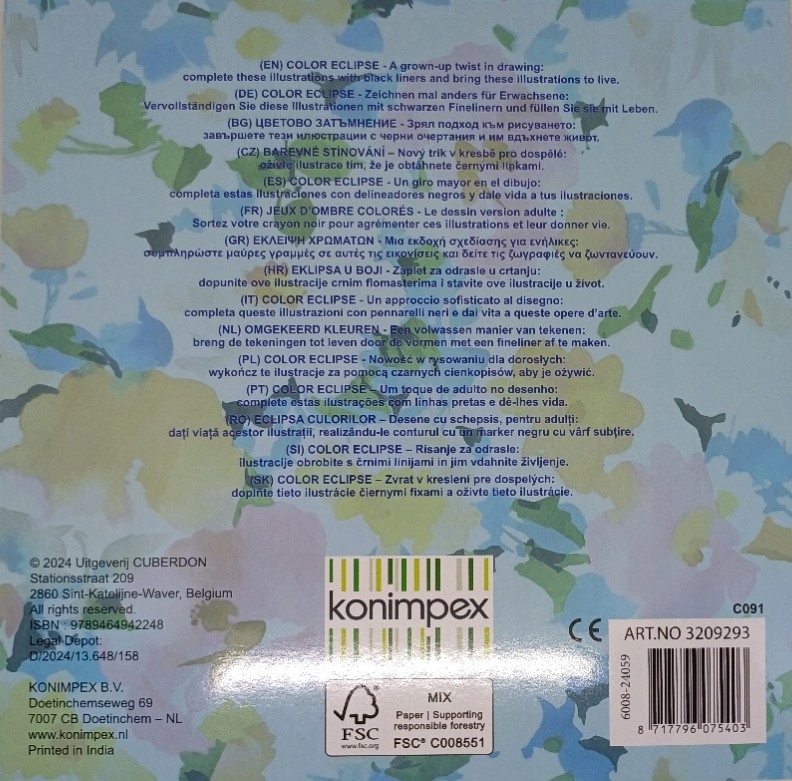 (EN) COLOR ECLIPSE - A grown-up twist in drawing:
complete these illustrations with black liners and bring these illustrations to live.
(DE) COLOR ECLIPSE - Zeichnen mal anders für Erwachsene:
Vervollständigen Sie diese Illustrationen mit schwarzen Finelinern und füllen Sie sie mit Leben.
(BG) ЦВЕТОВО ЗАТЪМНЕНИЕ - Зрял подход към рисуването:
завършете тези илюстрации с черни очертания и им вдъхнете живот.
(CZ) BAREVNÉ STÍNOVÁNÍ – Nový trik v kresbě pro dospělé:
oživte ilustrace tím, že je obtáhnete černými linkami.
(ES) COLOR ECLIPSE - Un giro mayor en el dibujo:
completa estas ilustraciones con delineadores negros y dale vida a tus ilustraciones.
(FR) JEUX D'OMBRE COLORÉS - Le dessin version adulte :
Sortez votre crayon noir pour agrémenter ces illustrations et leur donner vie.
(GR) ΕΚΛΕΙΨΗ ΧΡΩΜΑΤΩΝ – Μια εκδοχή σχεδίασης για ενήλικες:
συμπληρώστε μαύρες γραμμές σε αυτές τις εικονίσεις και δείτε τις ζωγραφιές να ζωντανεύουν.
(HR) EKLIPSA U BOJI - Zaplet za odrasle u crtanju:
dopunite ove ilustracije crnim flomasterima i stavite ove ilustracije u život.
(IT) COLOR ECLIPSE - Un approccio sofisticato al disegno:
completa queste illustrazioni con pennarelli neri e dai vita a queste opere d'arte.
(NL) OMGEKEERD KLEUREN - Een volwassen manier van tekenen:
breng de tekeningen tot leven door de vormen met een fineliner af te maken.
(PL) COLOR ECLIPSE - Nowość w rysowaniu dla dorosłych:
wykończ te ilustracje za pomocą czarnych cienkopisów, aby je ożywić.
(PT) COLOR ECLIPSE – Um toque de adulto no desenho:
complete estas ilustrações com linhas pretas e dê-lhes vida.
(RO) ECLIPSA CULORILOR – Desene cu schepsis, pentru adulți:
dați viață acestor ilustrații, realizându-le conturul cu un marker negru cu vârf subțire.
(SI) COLOR ECLIPSE – Risanje za odrasle:
ilustracije obrobite s črnimi linijami in jim vdahnite življenje.
(SK) COLOR ECLIPSE – Zvrat v kreslení pre dospelých:
doplňte tieto ilustrácie čiernymi fixami a oživte tieto ilustrácie.
© 2024 Uitgeverij CUBERDON
Stationsstraat 209
2860 Sint-Katelijne-Waver, Belgium
All rights reserved.
ISBN : 9789464942248
Legal Depot:
D/2024/13.648/158
KONIMPEX B.V.
Doetinchemseweg 69
7007 CB Doetinchem – NL
www.konimpex.nl
Printed in India
konimpex
FSC
www.fsc.org
MIX
Paper | Supporting
responsible forestry
FSC® C008551
C091
CE
ART.NO 3209293
6008-24059
8 717796 075403